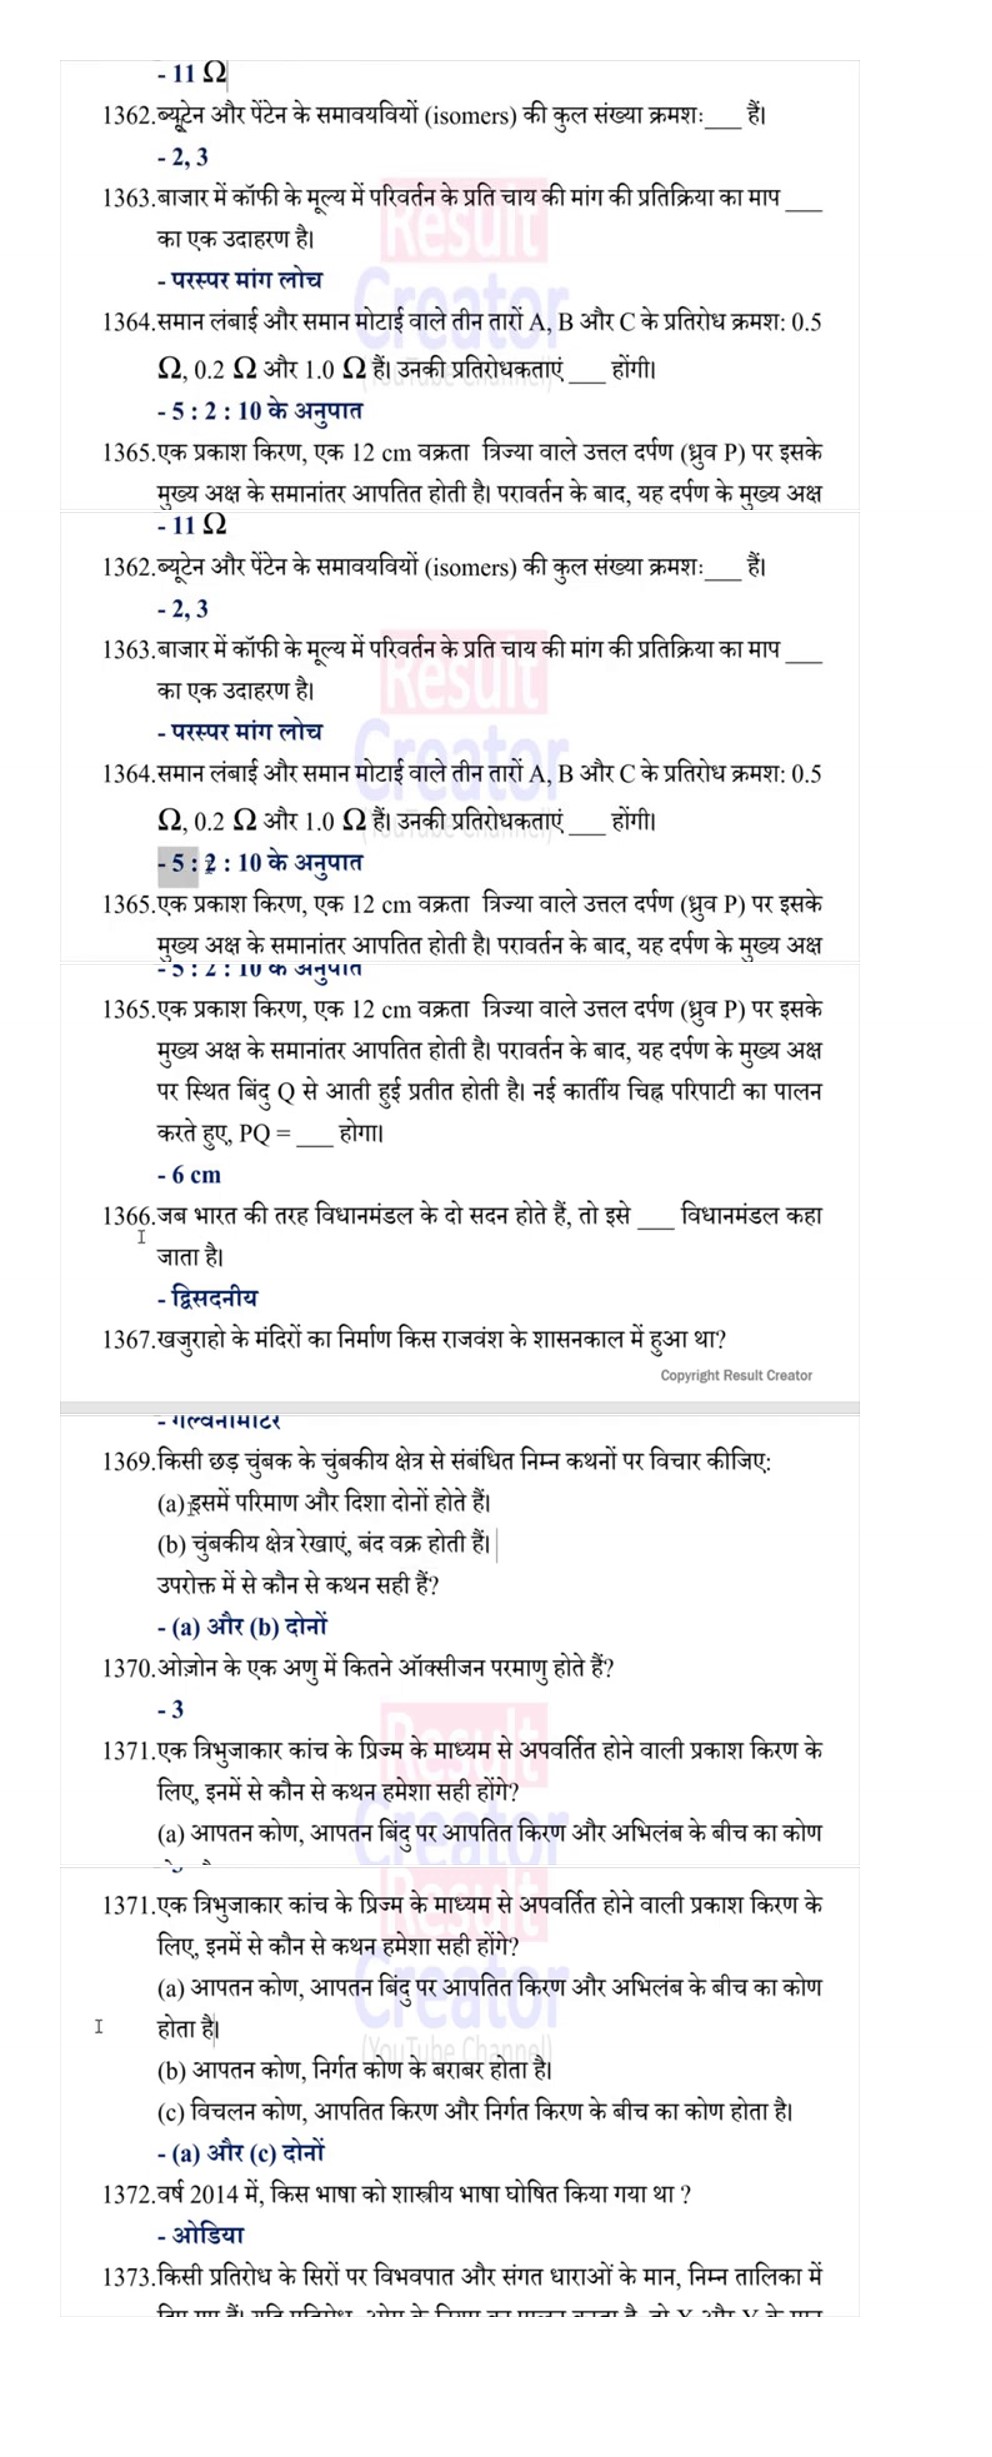 - 11 Ω
1362.ब्यूटेन और पेंटेन के समावयवियों (isomers) की कुल संख्या क्रमशः___ हैं।
- 2, 3
1363.बाजार में कॉफी के मूल्य में परिवर्तन के प्रति चाय की मांग की प्रतिक्रिया का माप ___
का एक उदाहरण है।
- परस्पर मांग लोच
1364.समान लंबाई और समान मोटाई वाले तीन तारों A, B और C के प्रतिरोध क्रमश: 0.5
Ω, 0.2 Ω और 1.0 Ω हैं। उनकी प्रतिरोधकताएं ___ होंगी।
- 5 : 2 : 10 के अनुपात
1365.एक प्रकाश किरण, एक 12 cm वक्रता त्रिज्या वाले उत्तल दर्पण (ध्रुव P) पर इसके
मुख्य अक्ष के समानांतर आपतित होती है। परावर्तन के बाद, यह दर्पण के मुख्य अक्ष
- 11 Ω
1362.ब्यूटेन और पेंटेन के समावयवियों (isomers) की कुल संख्या क्रमशः___ हैं।
- 2, 3
1363.बाजार में कॉफी के मूल्य में परिवर्तन के प्रति चाय की मांग की प्रतिक्रिया का माप ___
का एक उदाहरण है।
- परस्पर मांग लोच
1364.समान लंबाई और समान मोटाई वाले तीन तारों A, B और C के प्रतिरोध क्रमश: 0.5
Ω, 0.2 Ω और 1.0 Ω हैं। उनकी प्रतिरोधकताएं ___ होंगी।
- 5 : 2 : 10 के अनुपात
1365.एक प्रकाश किरण, एक 12 cm वक्रता त्रिज्या वाले उत्तल दर्पण (ध्रुव P) पर इसके
मुख्य अक्ष के समानांतर आपतित होती है। परावर्तन के बाद, यह दर्पण के मुख्य अक्ष
- 5 : 2 : 10 के अनुपात
1365.एक प्रकाश किरण, एक 12 cm वक्रता त्रिज्या वाले उत्तल दर्पण (ध्रुव P) पर इसके
मुख्य अक्ष के समानांतर आपतित होती है। परावर्तन के बाद, यह दर्पण के मुख्य अक्ष
पर स्थित बिंदु Q से आती हुई प्रतीत होती है। नई कार्तीय चिह्न परिपाटी का पालन
करते हुए, PQ = ___ होगा।
- 6 cm
1366.जब भारत की तरह विधानमंडल के दो सदन होते हैं, तो इसे ___ विधानमंडल कहा
जाता है।
- द्विसदनीय
1367.खजुराहो के मंदिरों का निर्माण किस राजवंश के शासनकाल में हुआ था?
Copyright Result Creator
- गैल्वनोमीटर
1369.किसी छड़ चुंबक के चुंबकीय क्षेत्र से संबंधित निम्न कथनों पर विचार कीजिए:
(a) इसमें परिमाण और दिशा दोनों होते हैं।
(b) चुंबकीय क्षेत्र रेखाएं, बंद वक्र होती हैं।
उपरोक्त में से कौन से कथन सही हैं?
- (a) और (b) दोनों
1370.ओज़ोन के एक अणु में कितने ऑक्सीजन परमाणु होते हैं?
- 3
1371.एक त्रिभुजाकार कांच के प्रिज्म के माध्यम से अपवर्तित होने वाली प्रकाश किरण के
लिए, इनमें से कौन से कथन हमेशा सही होंगे?
(a) आपतन कोण, आपतन बिंदु पर आपतित किरण और अभिलंब के बीच का कोण
1371.एक त्रिभुजाकार कांच के प्रिज्म के माध्यम से अपवर्तित होने वाली प्रकाश किरण के
लिए, इनमें से कौन से कथन हमेशा सही होंगे?
(a) आपतन कोण, आपतन बिंदु पर आपतित किरण और अभिलंब के बीच का कोण
होता है।
(b) आपतन कोण, निर्गत कोण के बराबर होता है।
(c) विचलन कोण, आपतित किरण और निर्गत किरण के बीच का कोण होता है।
- (a) और (c) दोनों
1372.वर्ष 2014 में, किस भाषा को शास्त्रीय भाषा घोषित किया गया था ?
- ओडिया
1373.किसी प्रतिरोध के सिरों पर विभवपात और संगत धाराओं के मान, निम्न तालिका में